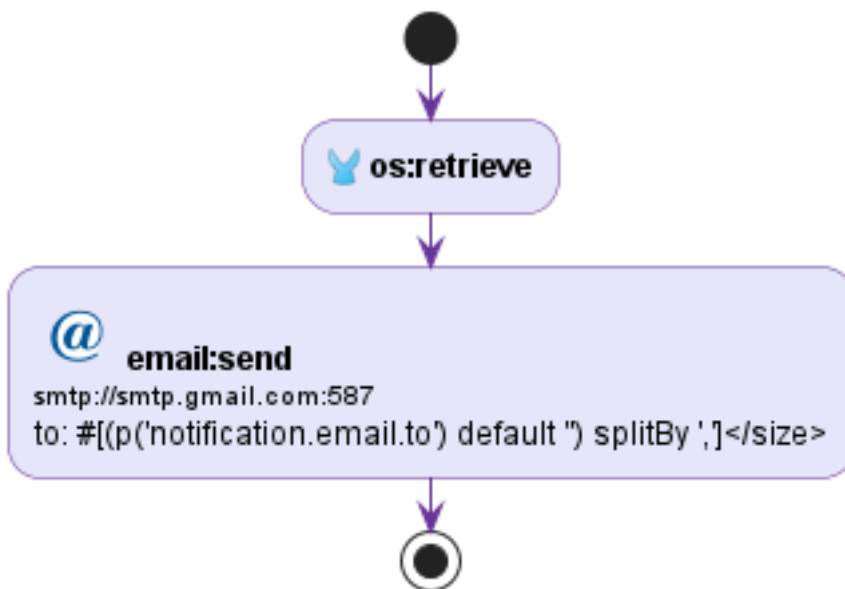 os:retrieve
@
email:send
smtp://smtp.gmail.com:587
to: #[(p('notification.email.to') default '') splitBy ',']</size>